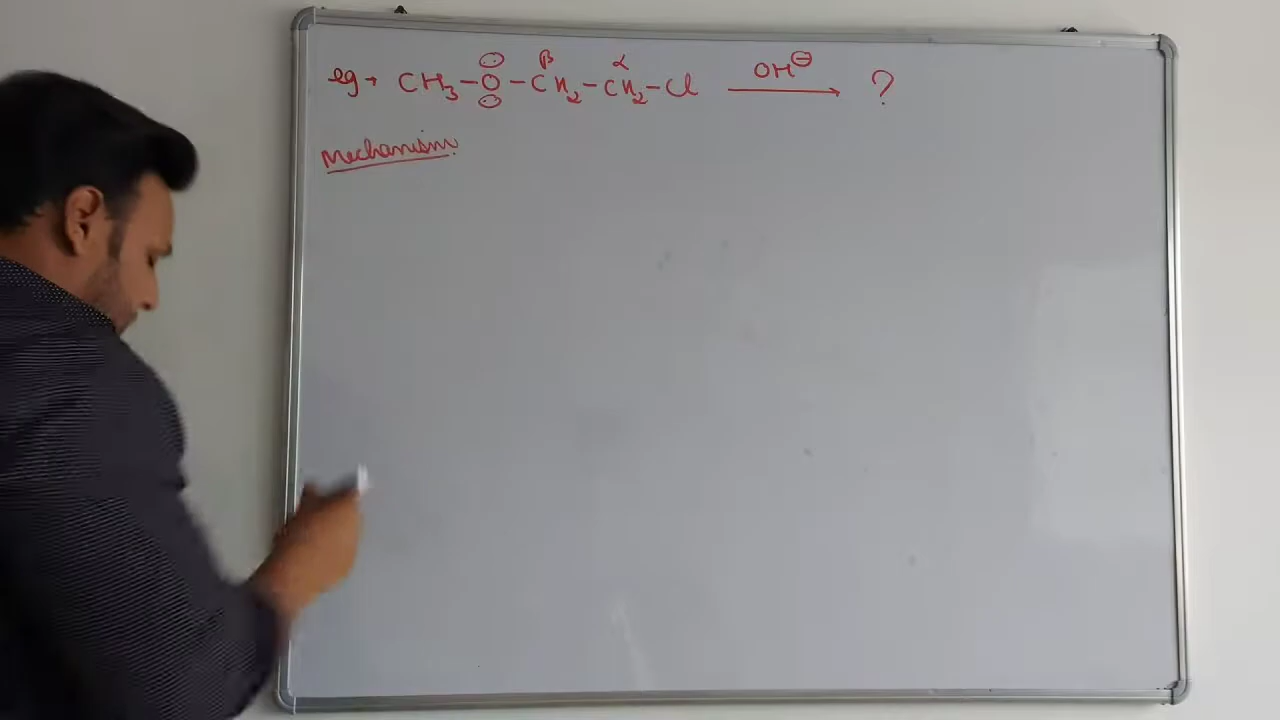 eg → CH₃ – O – CH₂ – CH₂ – Cl —OH⊖→ ?
β α
Mechanism